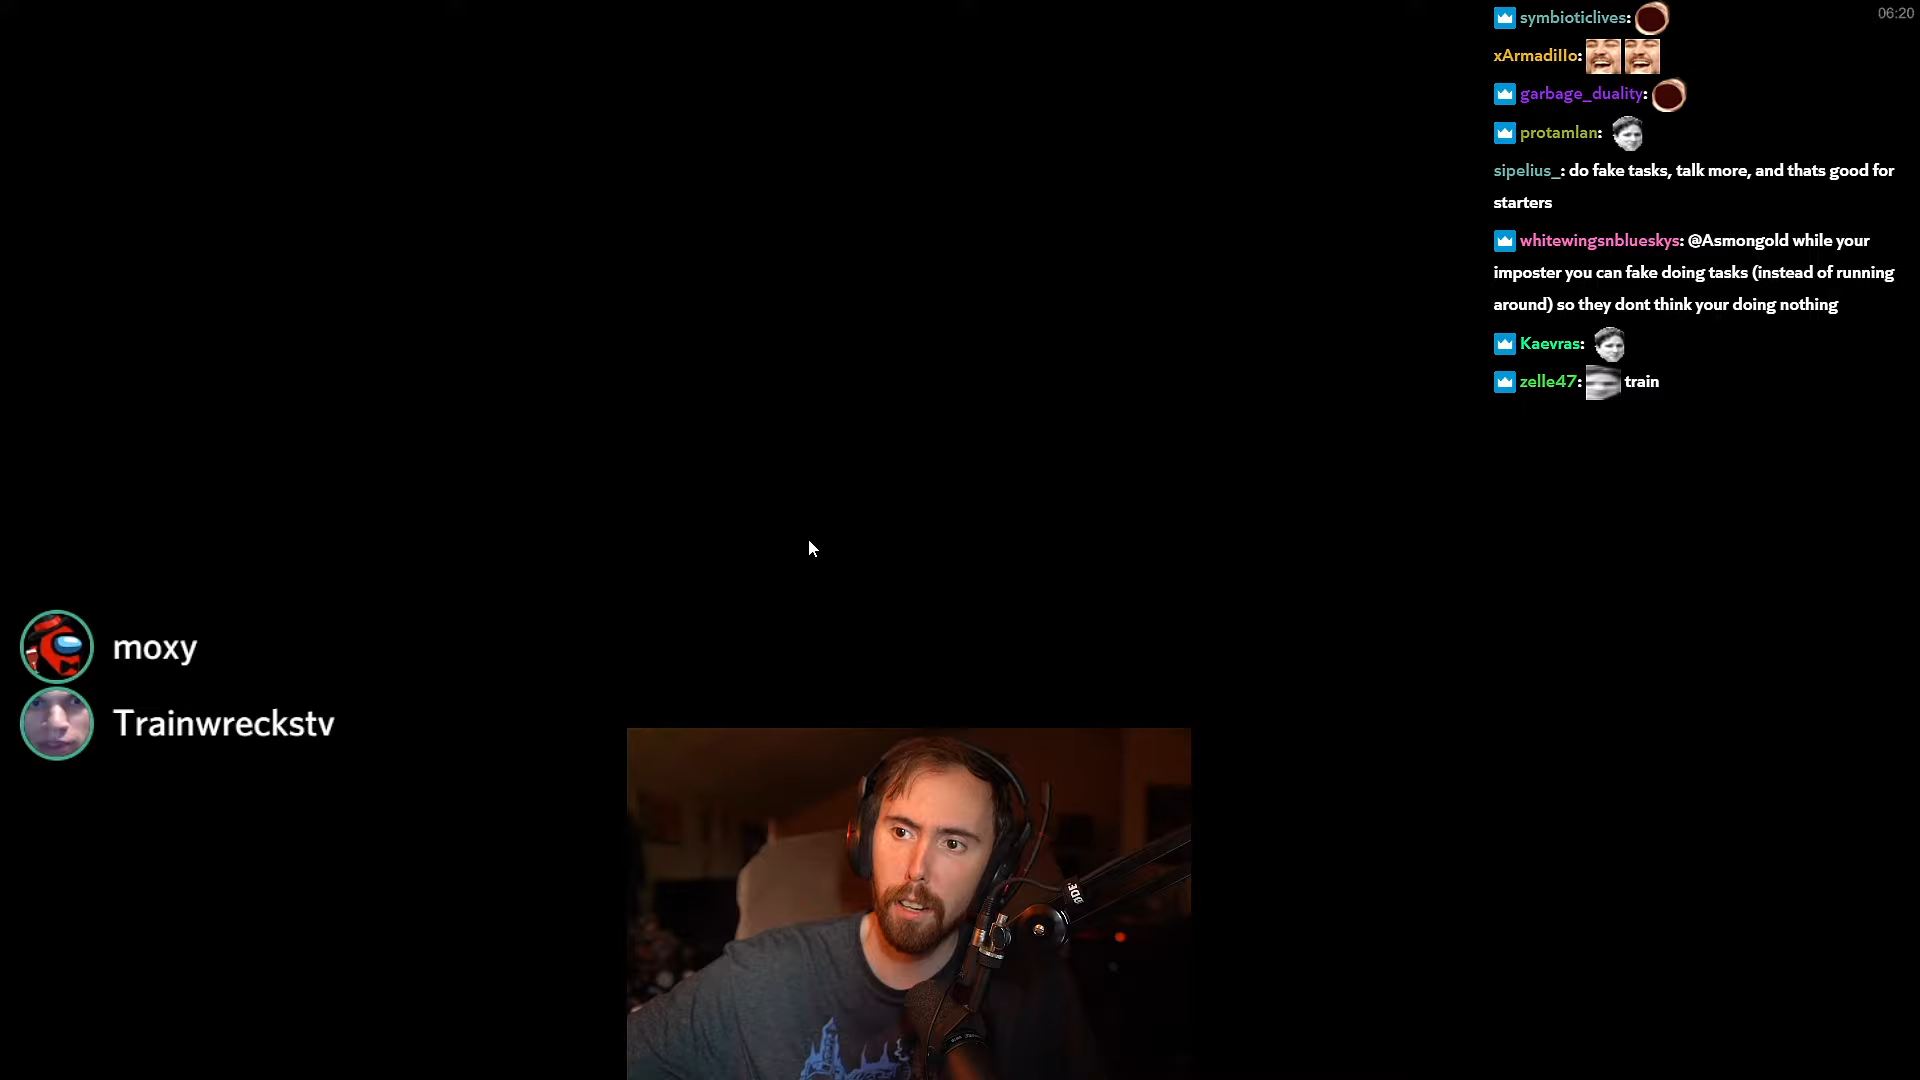 symbioticlives:
06:20
xArmadillo:
garbage_duality:
protamlan:
sipelius_: do fake tasks, talk more, and thats good for
starters
whitewingsnblueskys: @Asmongold while your
imposter you can fake doing tasks (instead of running
around) so they dont think your doing nothing
Kaevras:
zelle47: train
moxy
Trainwreckstv